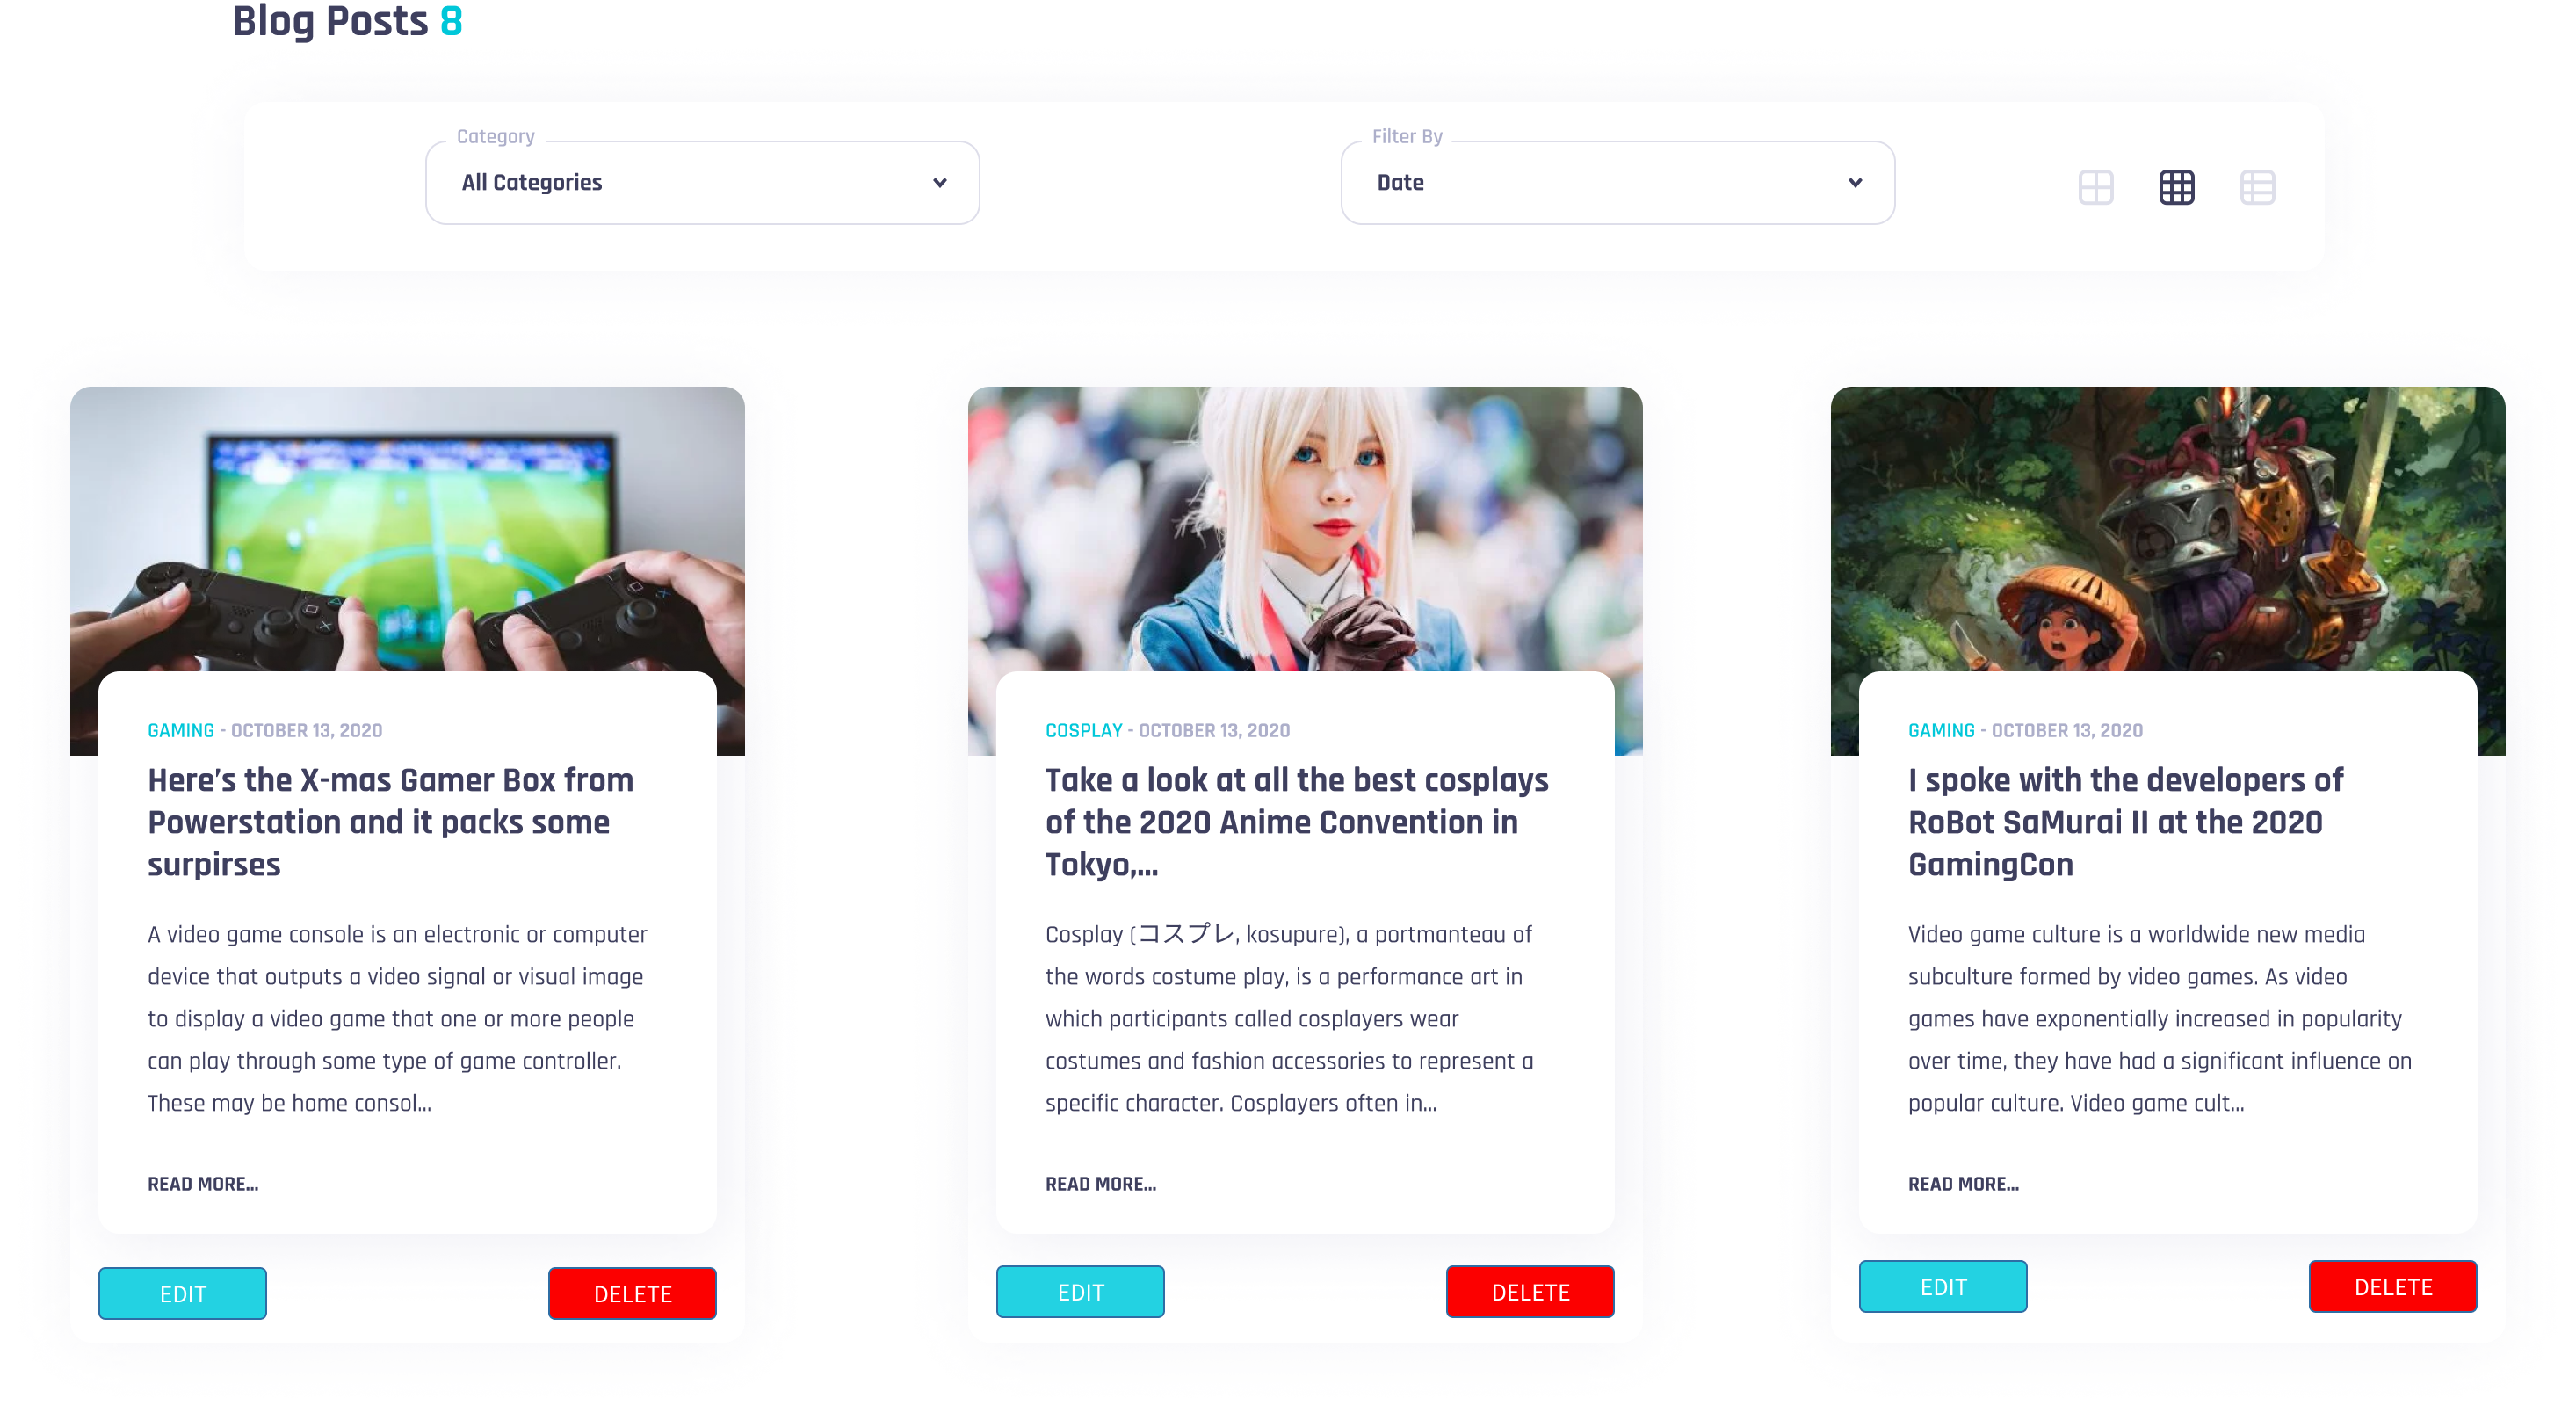 Blog Posts 8
Category
All Categories
Filter By
Date
GAMING - OCTOBER 13, 2020
Here’s the X-mas Gamer Box from
Powerstation and it packs some
surpirses
A video game console is an electronic or computer
device that outputs a video signal or visual image
to display a video game that one or more people
can play through some type of game controller.
These may be home consol...
READ MORE...
EDIT
DELETE
COSPLAY - OCTOBER 13, 2020
Take a look at all the best cosplays
of the 2020 Anime Convention in
Tokyo,...
Cosplay (コスプレ, kosupure), a portmanteau of
the words costume play, is a performance art in
which participants called cosplayers wear
costumes and fashion accessories to represent a
specific character. Cosplayers often in...
READ MORE...
EDIT
DELETE
GAMING - OCTOBER 13, 2020
I spoke with the developers of
RoBot SaMurai II at the 2020
GamingCon
Video game culture is a worldwide new media
subculture formed by video games. As video
games have exponentially increased in popularity
over time, they have had a significant influence on
popular culture. Video game cult...
READ MORE...
EDIT
DELETE